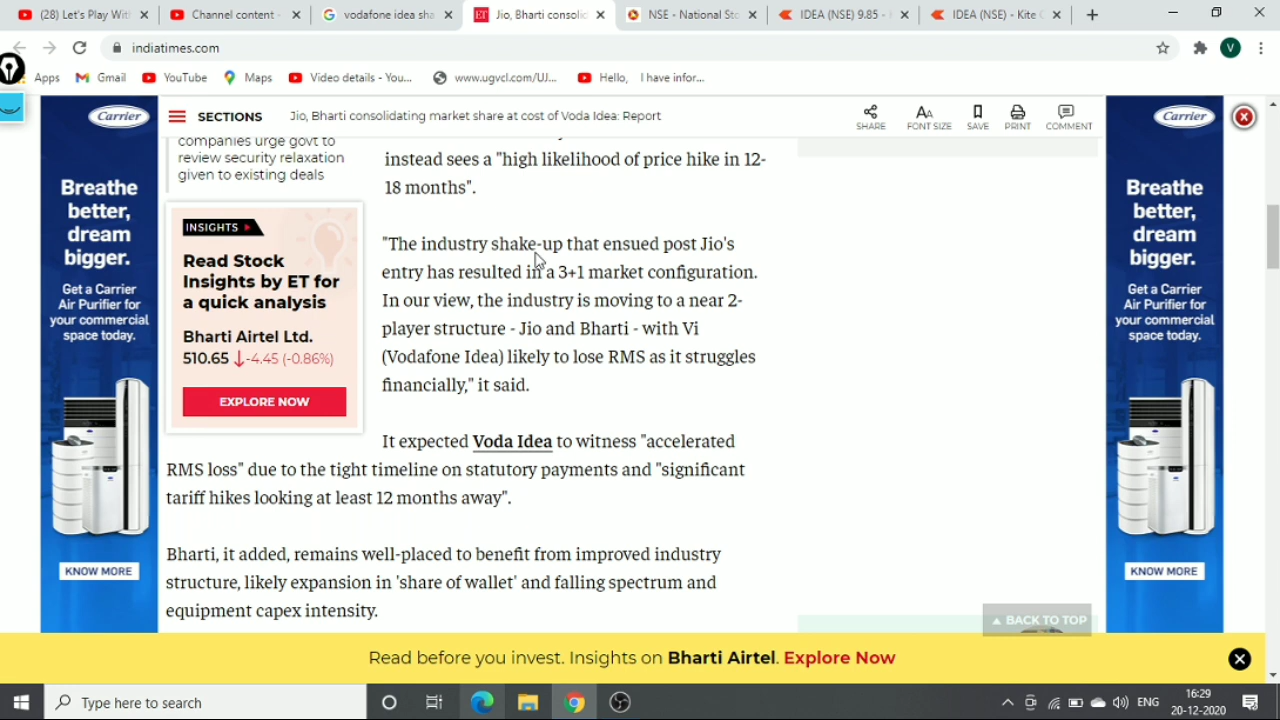 (28) Let's Play Wit
Channel content -
vodafone idea sha
Jio, Bharti consolic
NSE - National Sto
IDEA (NSE) 9.85 -
IDEA (NSE) - Kite C
indiatimes.com
V
Apps
Gmail
YouTube
Maps
Video details - You...
www.ugvcl.com/UJ...
Hello, I have infor...
Carrier
Breathe
better,
dream
bigger.
Get a Carrier
Air Purifier for
your commercial
space today.
KNOW MORE
SECTIONS
Jio, Bharti consolidating market share at cost of Voda Idea: Report
SHARE
FONT SIZE
SAVE
PRINT
COMMENT
companies urge govt to
review security relaxation
given to existing deals
INSIGHTS
Read Stock
Insights by ET for
a quick analysis
Bharti Airtel Ltd.
510.65 ↓-4.45 (-0.86%)
EXPLORE NOW
instead sees a "high likelihood of price hike in 12-
18 months".
"The industry shake-up that ensued post Jio's
entry has resulted in a 3+1 market configuration.
In our view, the industry is moving to a near 2-
player structure - Jio and Bharti - with Vi
(Vodafone Idea) likely to lose RMS as it struggles
financially," it said.
It expected Voda Idea to witness "accelerated
RMS loss" due to the tight timeline on statutory payments and "significant
tariff hikes looking at least 12 months away".
Bharti, it added, remains well-placed to benefit from improved industry
structure, likely expansion in 'share of wallet' and falling spectrum and
equipment capex intensity.
BACK TO TOP
Carrier
Breathe
better,
dream
bigger.
Get a Carrier
Air Purifier for
your commercial
space today.
KNOW MORE
Read before you invest. Insights on Bharti Airtel. Explore Now
Type here to search
ENG
16:29
20-12-2020